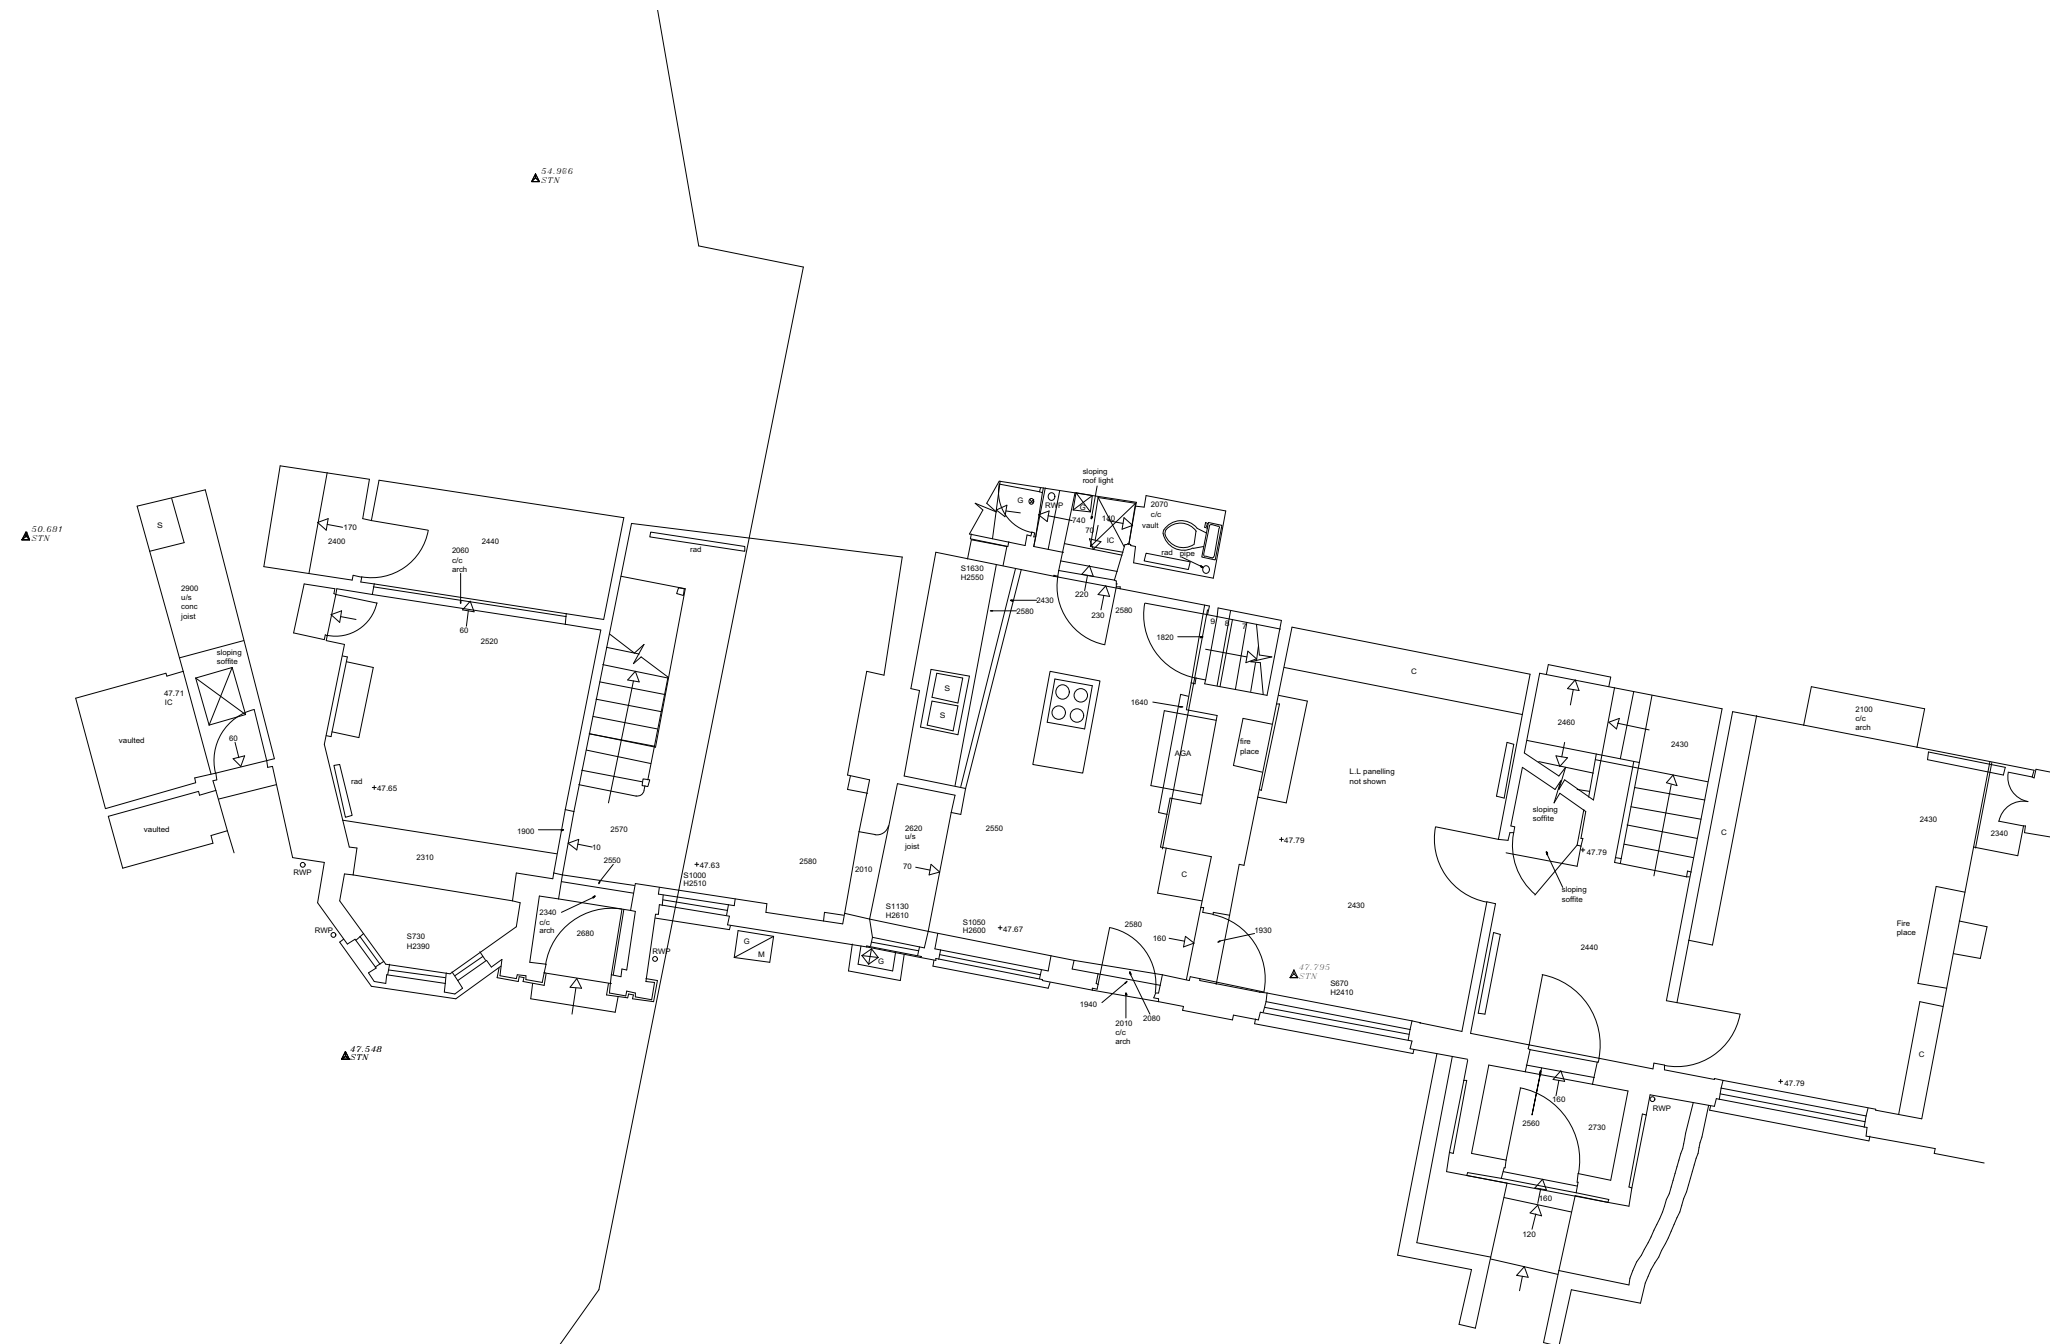 54.966
STN
50.681
STN
S
2900
u/s
conc
joist
sloping
soffite
47.71
IC
vaulted
60
vaulted
170
2400
2440
2060
c/c
arch
60
2520
rad
+47.65
1900
2310
RWP
RWP
S730
H2390
47.548
STN
rad
2570
10
2550
2340
c/c
arch
2680
RWP
+47.63
S1000
H2510
2580
2010
G
M
G
2620
u/s
joist
70
S1130
H2610
S1630
H2550
2430
2580
S
S
2550
S1050
H2600
+47.67
sloping
roof light
G
RWP
G
740
140
70
IC
2070
c/c
vault
rad
pipe
220
230
2580
9
8
7
1820
1640
AGA
fire
place
C
2580
160
1930
1940
2080
2010
c/c
arch
C
L.L panelling
not shown
+47.79
2430
47.795
STN
S670
H2410
2460
2430
sloping
soffite
+47.79
sloping
soffite
2440
160
2560
2730
RWP
160
120
C
2100
c/c
arch
2430
2340
Fire
place
C
+47.79